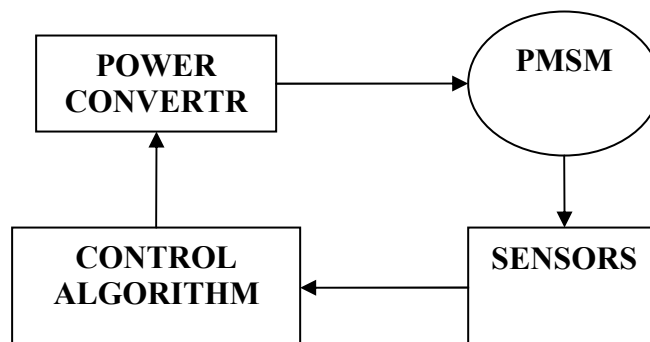 POWER
CONVERTR
PMSM
CONTROL
ALGORITHM
SENSORS